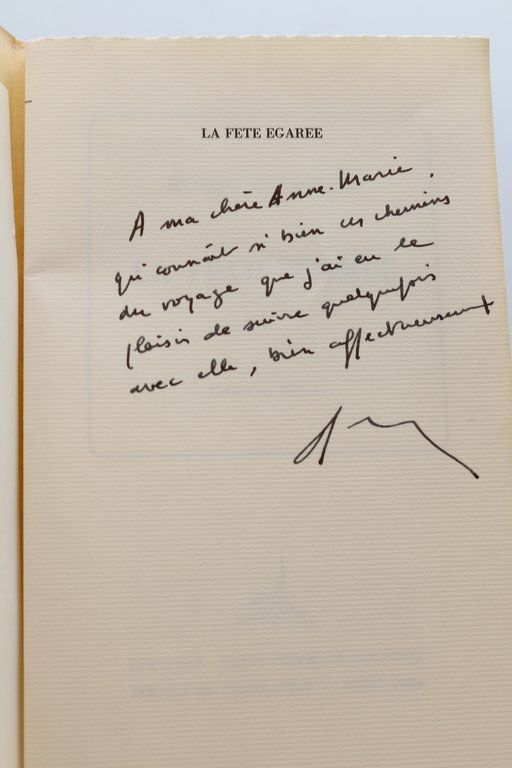 LA FETE EGAREE
A ma chère Anne-Marie,
qui connaît si bien ces chemins
du voyage que j'ai eu le
plaisir de suivre quelquefois
avec elle, bien affectueusement